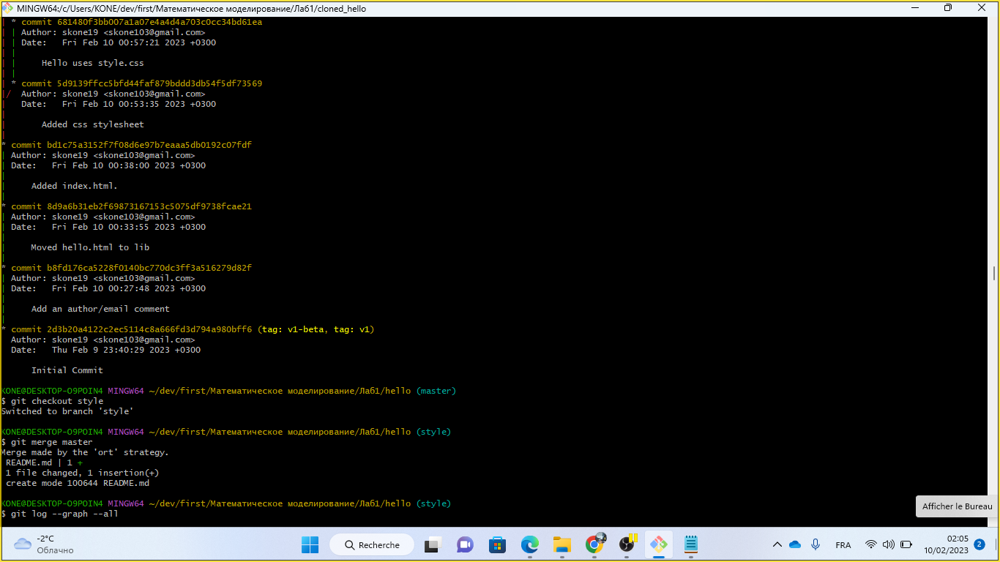 MINGW64:/c/Users/KONE/dev/first/Математическое моделирование/Лаб1/cloned_hello
| * commit 681480f3bb007a1a07e4a4d4a703c0cc34bd61ea
| | Author: skone19 <skone103@gmail.com>
| | Date:   Fri Feb 10 00:57:21 2023 +0300
| |
| |     Hello uses style.css
| |
| * commit 5d9139ffcc5bfd44faf879bddd3db54f5df73569
|/  Author: skone19 <skone103@gmail.com>
|   Date:   Fri Feb 10 00:53:35 2023 +0300
|
|       Added css stylesheet
|
* commit bd1c75a3152f7f08d6e97b7eaaa5db0192c07fdf
| Author: skone19 <skone103@gmail.com>
| Date:   Fri Feb 10 00:38:00 2023 +0300
|
|     Added index.html.
|
* commit 8d9a6b31eb2f69873167153c5075df9738fcae21
| Author: skone19 <skone103@gmail.com>
| Date:   Fri Feb 10 00:33:55 2023 +0300
|
|     Moved hello.html to lib
|
* commit b8fd176ca5228f0140bc770dc3ff3a516279d82f
| Author: skone19 <skone103@gmail.com>
| Date:   Fri Feb 10 00:27:48 2023 +0300
|
|     Add an author/email comment
|
* commit 2d3b20a4122c2ec5114c8a666fd3d794a980bff6 (tag: v1-beta, tag: v1)
  Author: skone19 <skone103@gmail.com>
  Date:   Thu Feb 9 23:40:29 2023 +0300

      Initial Commit

KONE@DESKTOP-O9POIN4 MINGW64 ~/dev/first/Математическое моделирование/Лаб1/hello (master)
$ git checkout style
Switched to branch 'style'

KONE@DESKTOP-O9POIN4 MINGW64 ~/dev/first/Математическое моделирование/Лаб1/hello (style)
$ git merge master
Merge made by the 'ort' strategy.
 README.md | 1 +
 1 file changed, 1 insertion(+)
 create mode 100644 README.md

KONE@DESKTOP-O9POIN4 MINGW64 ~/dev/first/Математическое моделирование/Лаб1/hello (style)
$ git log --graph --all
Afficher le Bureau
-2°C
Облачно
Recherche
FRA
02:05
10/02/2023
2